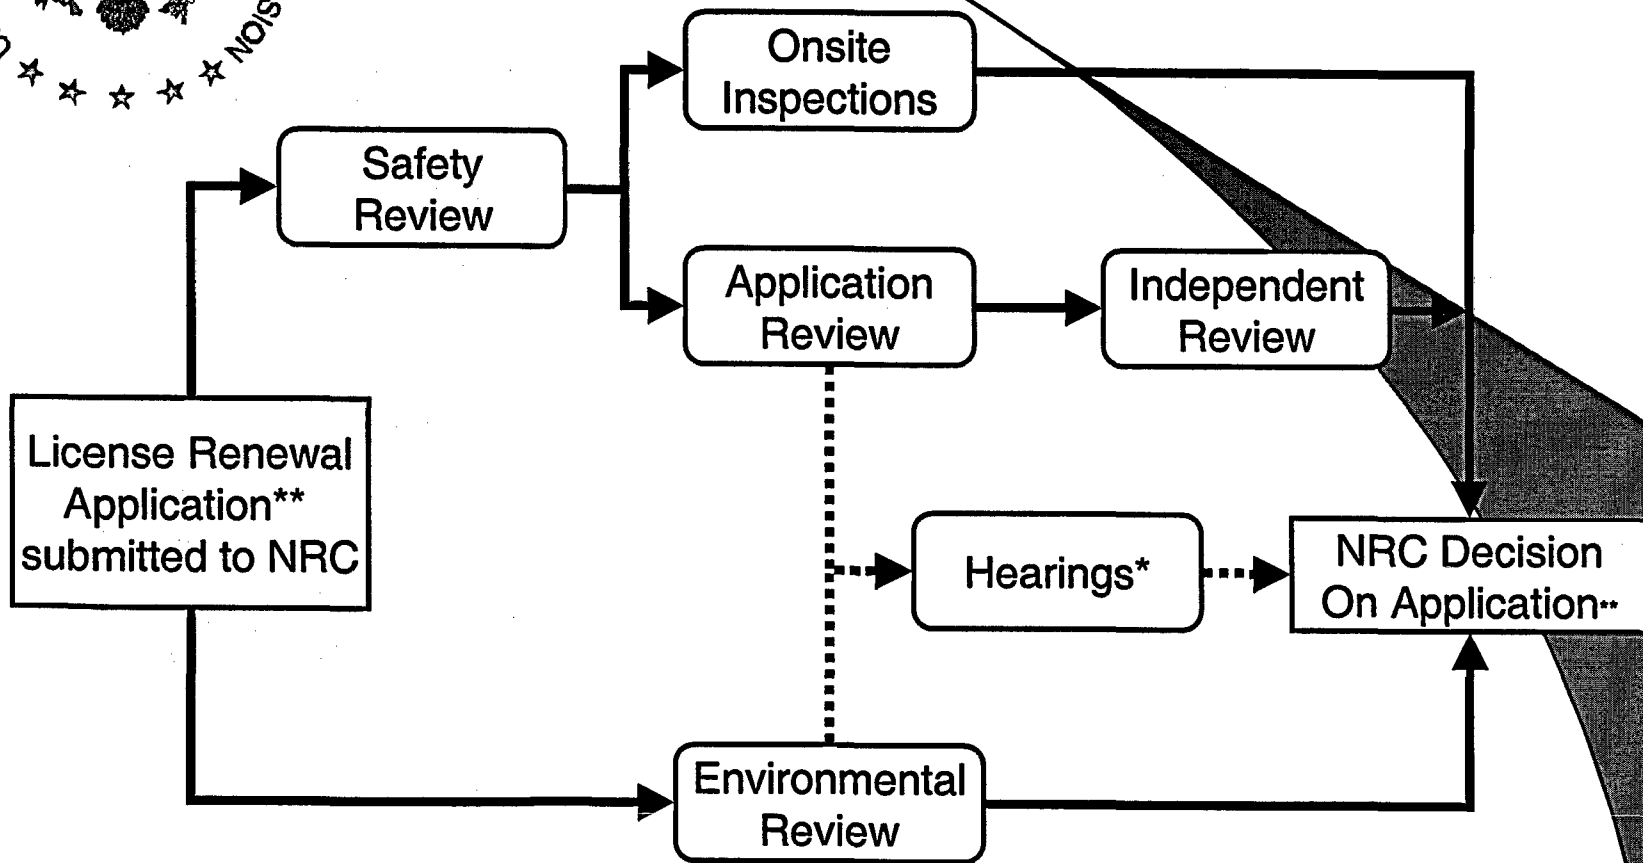 SION
Onsite
Inspections
Safety
Review
Application
Review
Independent
Review
License Renewal
Application**
submitted to NRC
Hearings*
NRC Decision
On Application**
Environmental
Review